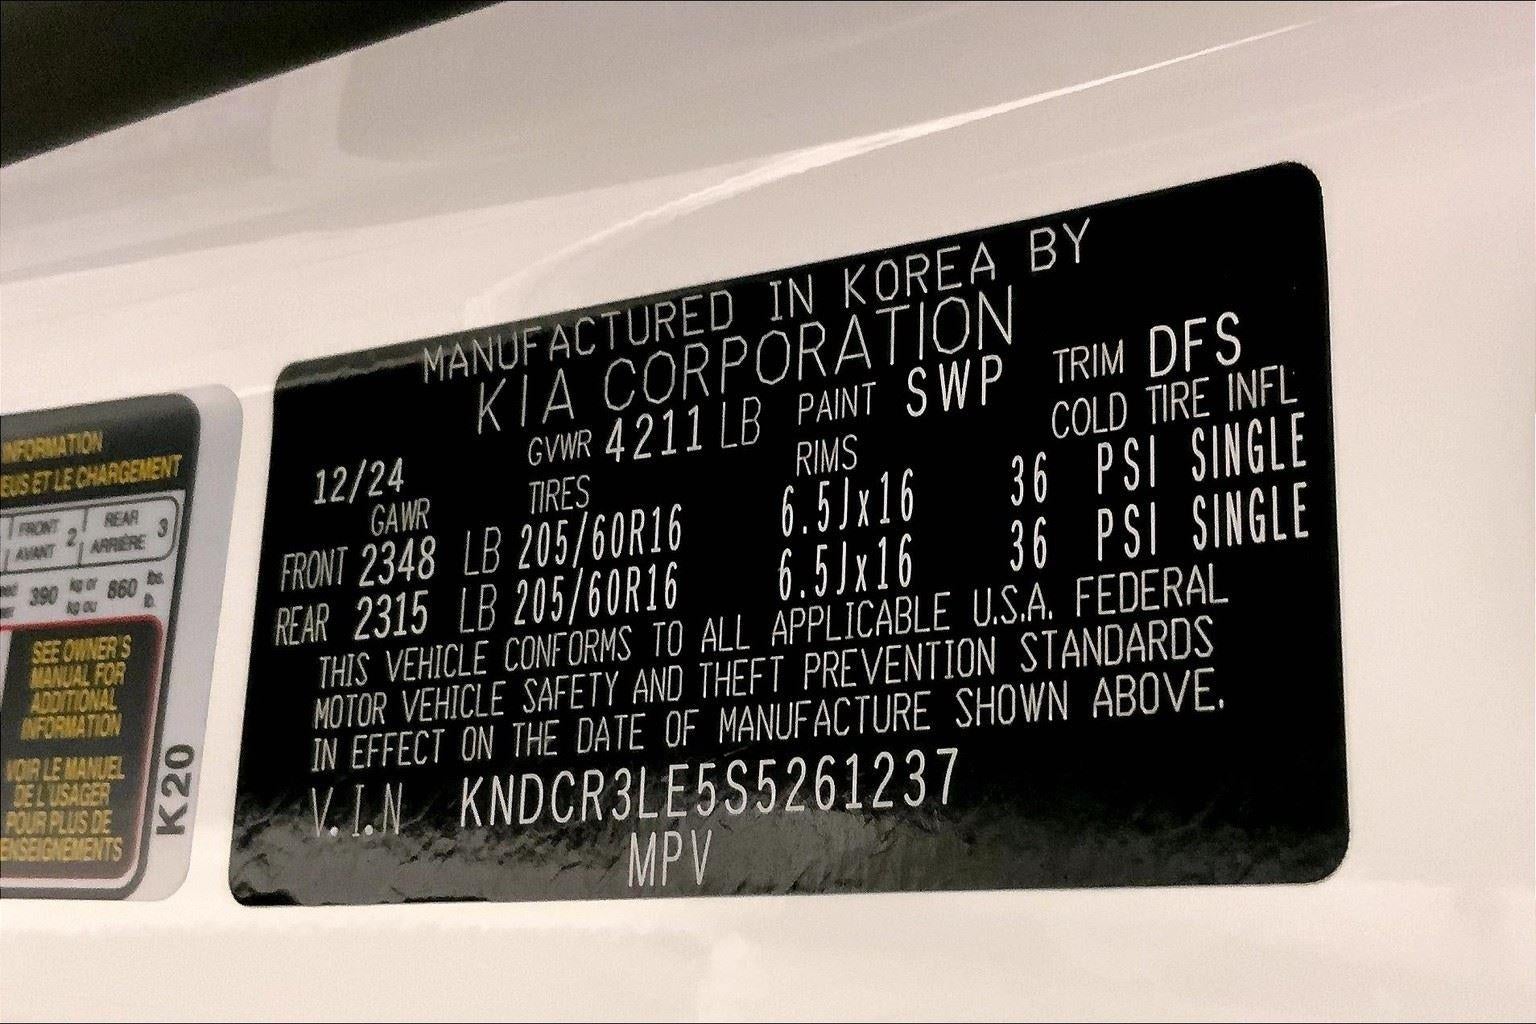 MANUFACTURED IN KOREA BY
KIA CORPORATION
12/24 GVWR 4211 LB PAINT SWP TRIM DFS
GAWR TIRES RIMS COLD TIRE INFL
FRONT 2348 LB 205/60R16 6.5Jx16 36 PSI SINGLE
REAR 2315 LB 205/60R16 6.5Jx16 36 PSI SINGLE
THIS VEHICLE CONFORMS TO ALL APPLICABLE U.S.A. FEDERAL
MOTOR VEHICLE SAFETY AND THEFT PREVENTION STANDARDS
IN EFFECT ON THE DATE OF MANUFACTURE SHOWN ABOVE.
V.I.N KNDCR3LE5S5261237
MPV
INFORMATION
ET LE CHARGEMENT
FRONT 2 REAR 3
AVANT ARRIÈRE
390 kg or 860 lbs.
kg ou lb.
SEE OWNER'S
MANUAL FOR
ADDITIONAL
INFORMATION
VOIR LE MANUEL
DE L'USAGER
POUR PLUS DE
ENSEIGNEMENTS
K20